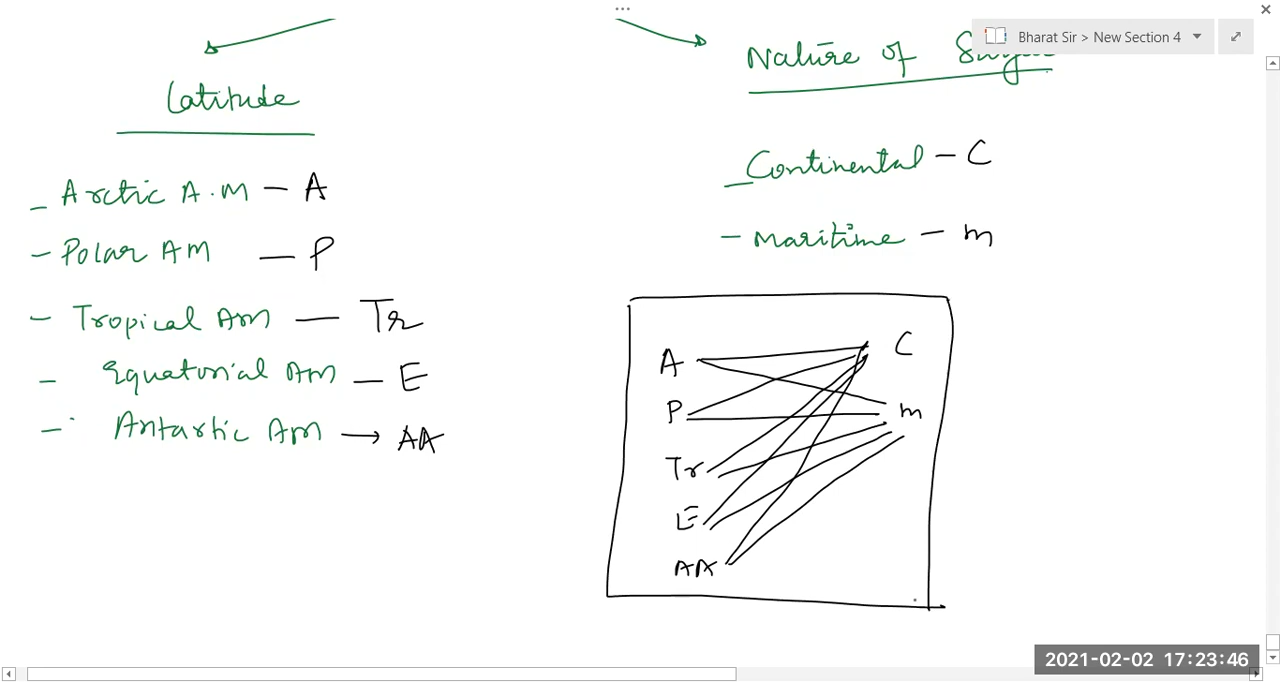 ...
Bharat Sir > New Section 4
Latitude
- Arctic A.M - A
- Polar AM - P
- Tropical Am - Tr
- Equatorial Am - E
- Antartic Am → AA
Nature of
Continental - C
- Maritime - m
A C
P m
Tr
E
AA
2021-02-02 17:23:46